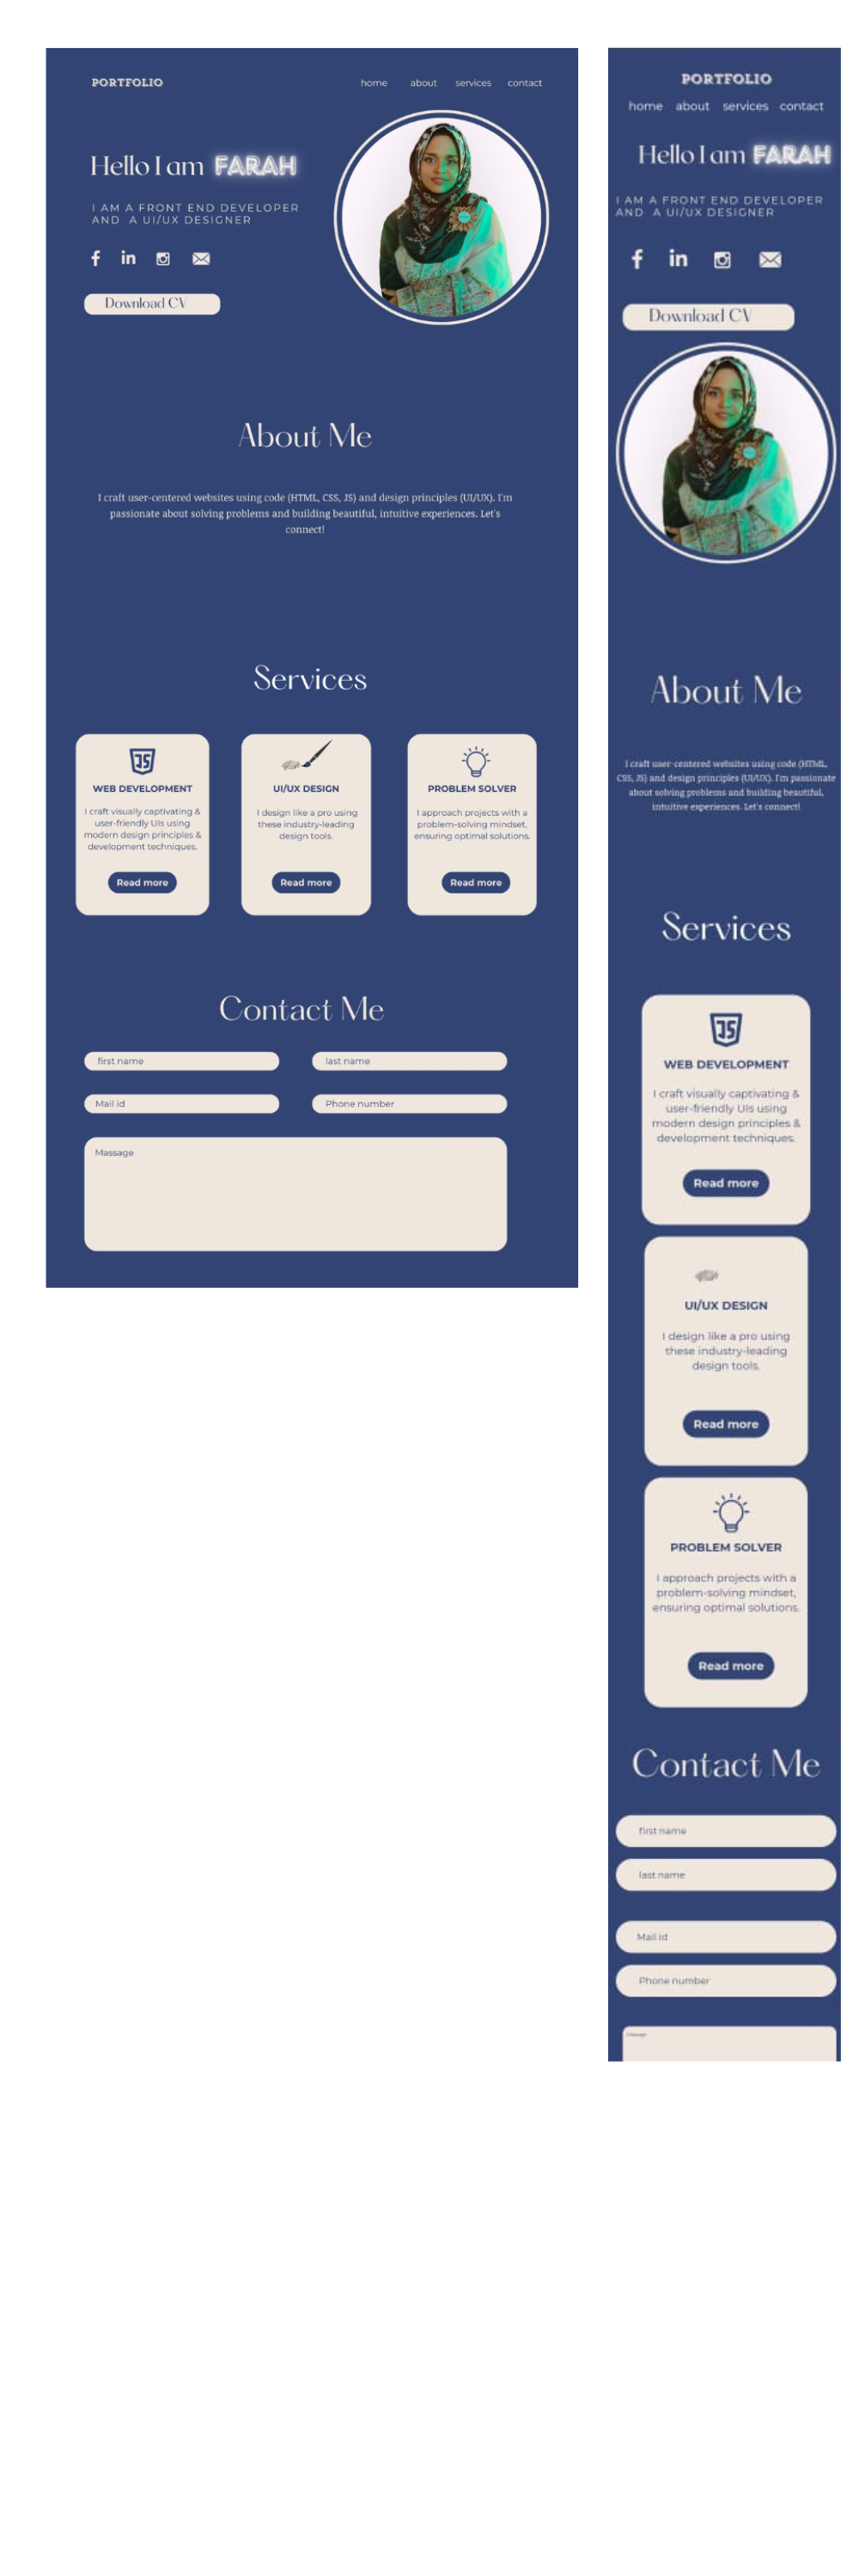 PORTFOLIO
home about services contact
Hello I am FARAH
I AM A FRONT END DEVELOPER
AND A UI/UX DESIGNER
f in
Download CV
About Me
I craft user-centered websites using code (HTML, CSS, JS) and design principles (UI/UX). I'm
passionate about solving problems and building beautiful, intuitive experiences. Let's
connect!
Services
JS
WEB DEVELOPMENT
I craft visually captivating &
user-friendly UIs using
modern design principles &
development techniques.
Read more
UI/UX DESIGN
I design like a pro using
these industry-leading
design tools.
Read more
PROBLEM SOLVER
I approach projects with a
problem-solving mindset,
ensuring optimal solutions.
Read more
Contact Me
first name last name
Mail id Phone number
Massage
PORTFOLIO
home about services contact
Hello I am FARAH
I AM A FRONT END DEVELOPER
AND A UI/UX DESIGNER
f in
Download CV
About Me
I craft user-centered websites using code (HTML,
CSS, JS) and design principles (UI/UX). I'm passionate
about solving problems and building beautiful,
intuitive experiences. Let's connect!
Services
JS
WEB DEVELOPMENT
I craft visually captivating &
user-friendly UIs using
modern design principles &
development techniques.
Read more
UI/UX DESIGN
I design like a pro using
these industry-leading
design tools.
Read more
PROBLEM SOLVER
I approach projects with a
problem-solving mindset,
ensuring optimal solutions.
Read more
Contact Me
first name
last name
Mail id
Phone number